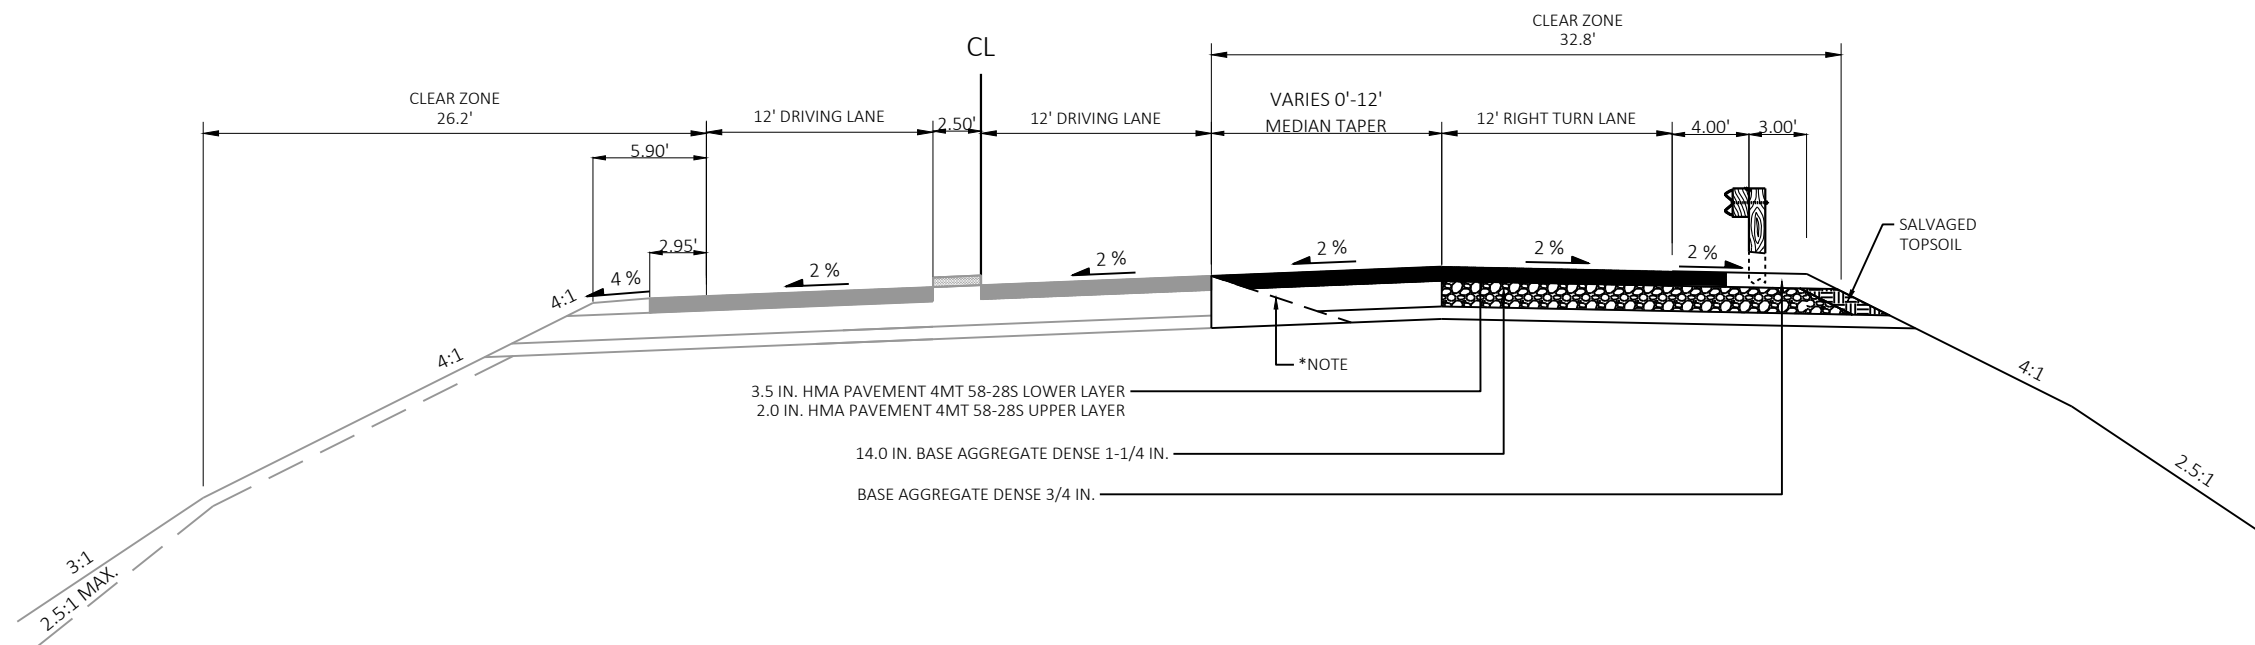 CLEAR ZONE
32.8'
CL
CLEAR ZONE
26.2'
12' DRIVING LANE
2.50'
12' DRIVING LANE
VARIES 0'-12'
MEDIAN TAPER
12' RIGHT TURN LANE
4.00'
3.00'
5.90'
2.95'
4:1
4 %
2 %
2 %
2 %
2 %
2 %
SALVAGED
TOPSOIL
4:1
*NOTE
4:1
3.5 IN. HMA PAVEMENT 4MT 58-28S LOWER LAYER
2.0 IN. HMA PAVEMENT 4MT 58-28S UPPER LAYER
14.0 IN. BASE AGGREGATE DENSE 1-1/4 IN.
BASE AGGREGATE DENSE 3/4 IN.
2.5:1
3:1
2.5:1 MAX.